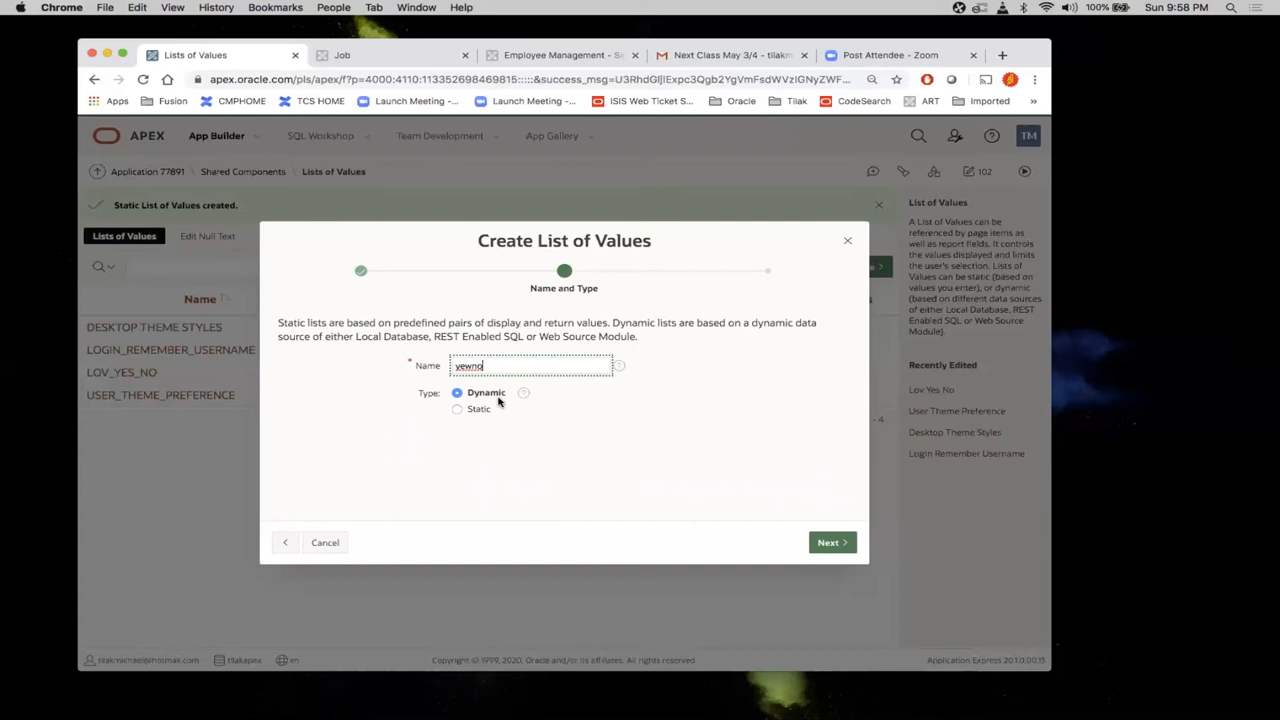 Chrome File Edit View History Bookmarks People Tab Window Help 100% Sun 9:58 PM
Lists of Values Job Employee Management - Next Class May 3/4 - tilakm Post Attendee - Zoom
Apps Fusion CMPHOME TCS HOME Launch Meeting -... Launch Meeting -... ISIS Web Ticket S... Oracle Tilak CodeSearch ART Imported »
APEX App Builder SQL Workshop Team Development App Gallery TM
Application 77891 \ Shared Components \ Lists of Values 102
Static List of Values created.
Lists of Values Edit Null Text
Name
DESKTOP THEME STYLES
LOGIN_REMEMBER_USERNAME
LOV_YES_NO
USER_THEME_PREFERENCE
- 4
Create List of Values
Name and Type
Static lists are based on predefined pairs of display and return values. Dynamic lists are based on a dynamic data
source of either Local Database, REST Enabled SQL or Web Source Module.
* Name yewno
Type: Dynamic
Static
Cancel Next
List of Values
A List of Values can be
referenced by page items
as well as report fields. It controls
the values displayed and limits
the user's selection. Lists of
Values can be static (based on
values you enter), or dynamic
(based on different data sources
of either Local Database, REST
Enabled SQL or Web Source
Module).
Recently Edited
Lov Yes No
User Theme Preference
Desktop Theme Styles
Login Remember Username
tilakmichael@hotmail.com tilakapex en Copyright © 1999, 2020, Oracle and/or its affiliates. All rights reserved. Application Express 20.1.0.00.15